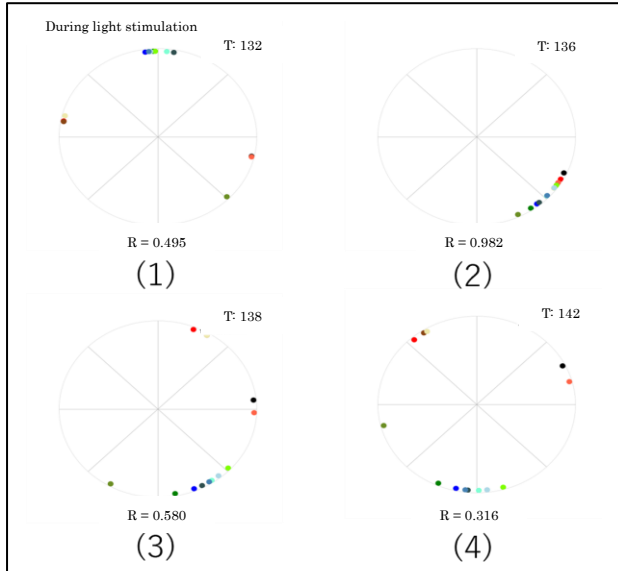 During light stimulation
T: 132
T: 136
R = 0.495
R = 0.982
(1)
(2)
T: 138
T: 142
R = 0.580
R = 0.316
(3)
(4)